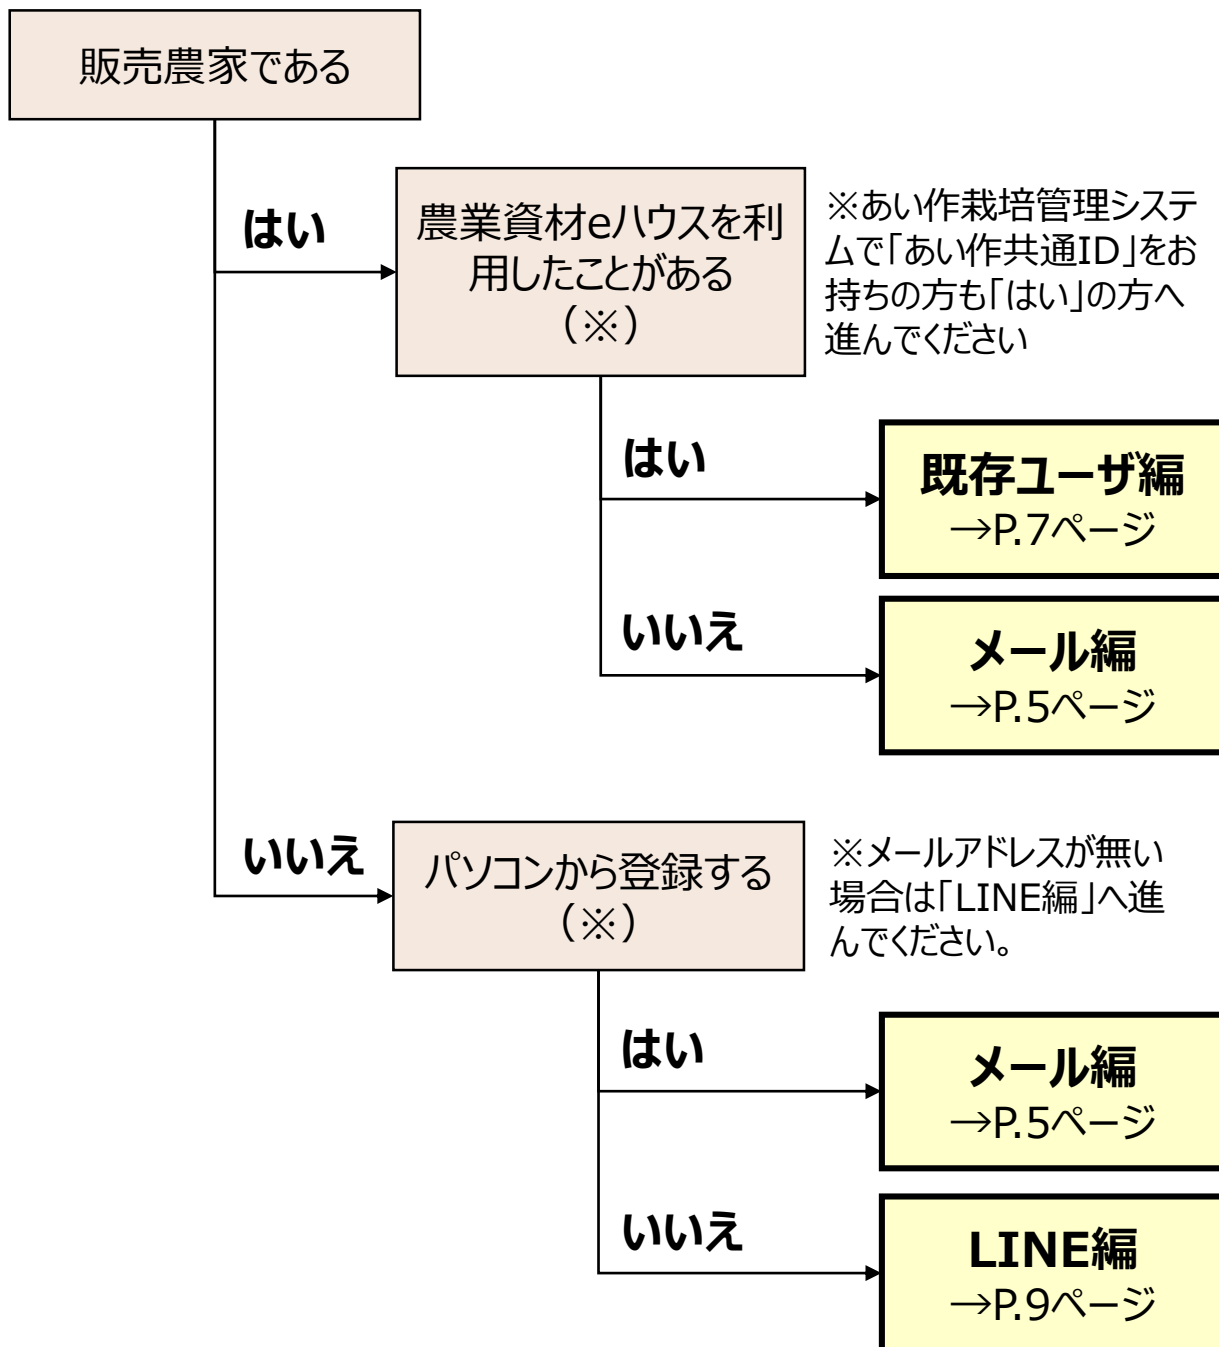 販売農家である
はい
農業資材eハウスを利
用したことがある
（※）
※あい作栽培管理システ
ムで「あい作共通ID」をお
持ちの方も「はい」の方へ
進んでください
はい
既存ユーザ編
→P.7ページ
いいえ
メール編
→P.5ページ
いいえ
パソコンから登録する
（※）
※メールアドレスが無い
場合は「LINE編」へ進
んでください。
はい
メール編
→P.5ページ
いいえ
LINE編
→P.9ページ